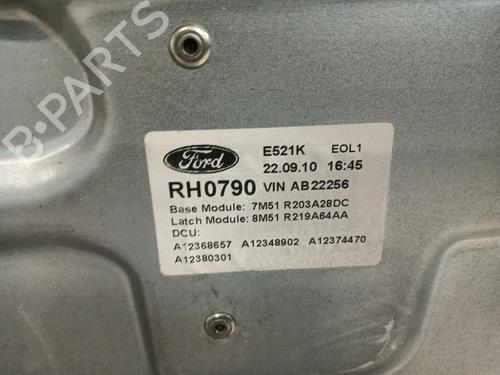 B-PARTS
Ford
E521K EOL1
22.09.10 16:45
RH0790 VIN AB22256
Base Module: 7M51 R203A28DC
Latch Module: 8M51 R219A64AA
DCU:
A12368657 A12348902 A12374470
A12380301